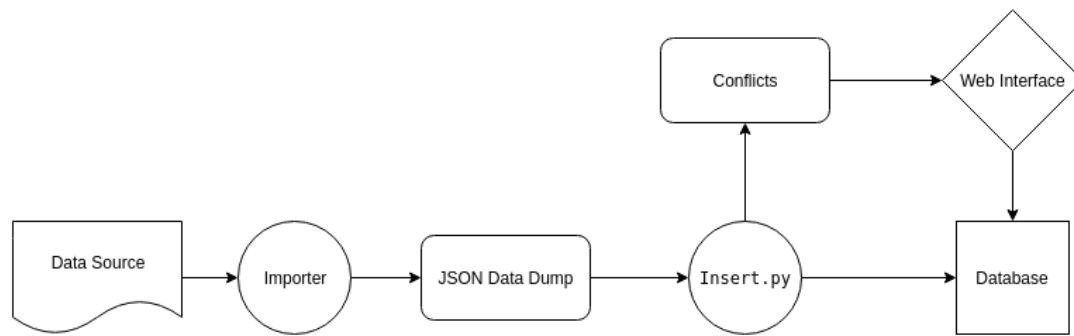 Conflicts
Web Interface
Data Source
Importer
JSON Data Dump
Insert.py
Database